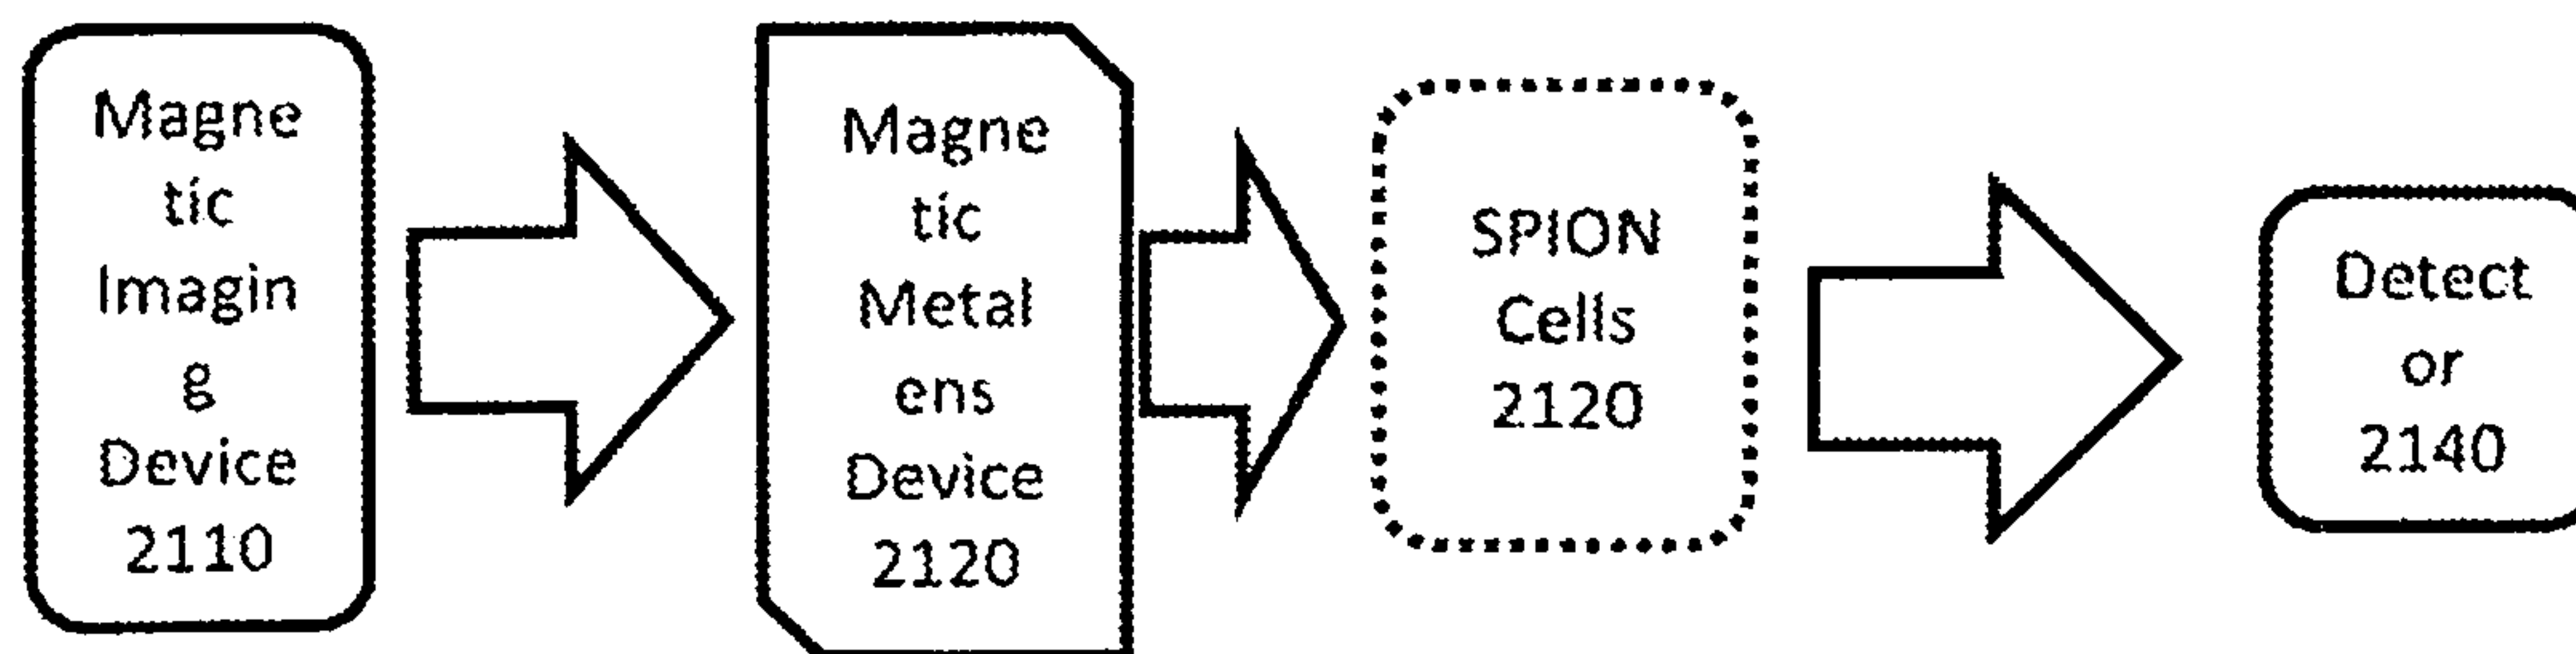 Magne
tic
Imagin
g
Device
2110
Magne
tic
Metal
ens
Device
2120
SPION
Cells
2120
Detect
or
2140